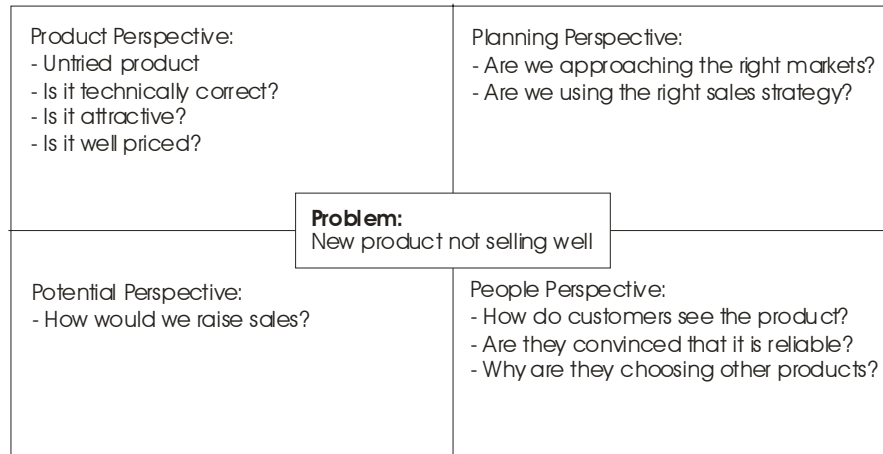 Product Perspective:
- Untried product
- Is it technically correct?
- Is it attractive?
- Is it well priced?
Planning Perspective:
- Are we approaching the right markets?
- Are we using the right sales strategy?
Problem:
New product not selling well
Potential Perspective:
- How would we raise sales?
People Perspective:
- How do customers see the product?
- Are they convinced that it is reliable?
- Why are they choosing other products?